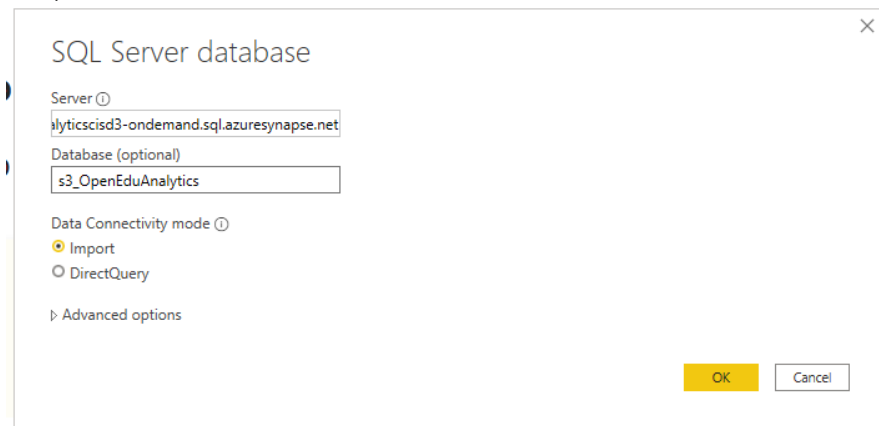 SQL Server database
Server
alyticscisd3-ondemand.sql.azuresynapse.net
Database (optional)
s3_OpenEduAnalytics
Data Connectivity mode
Import
DirectQuery
Advanced options
OK Cancel